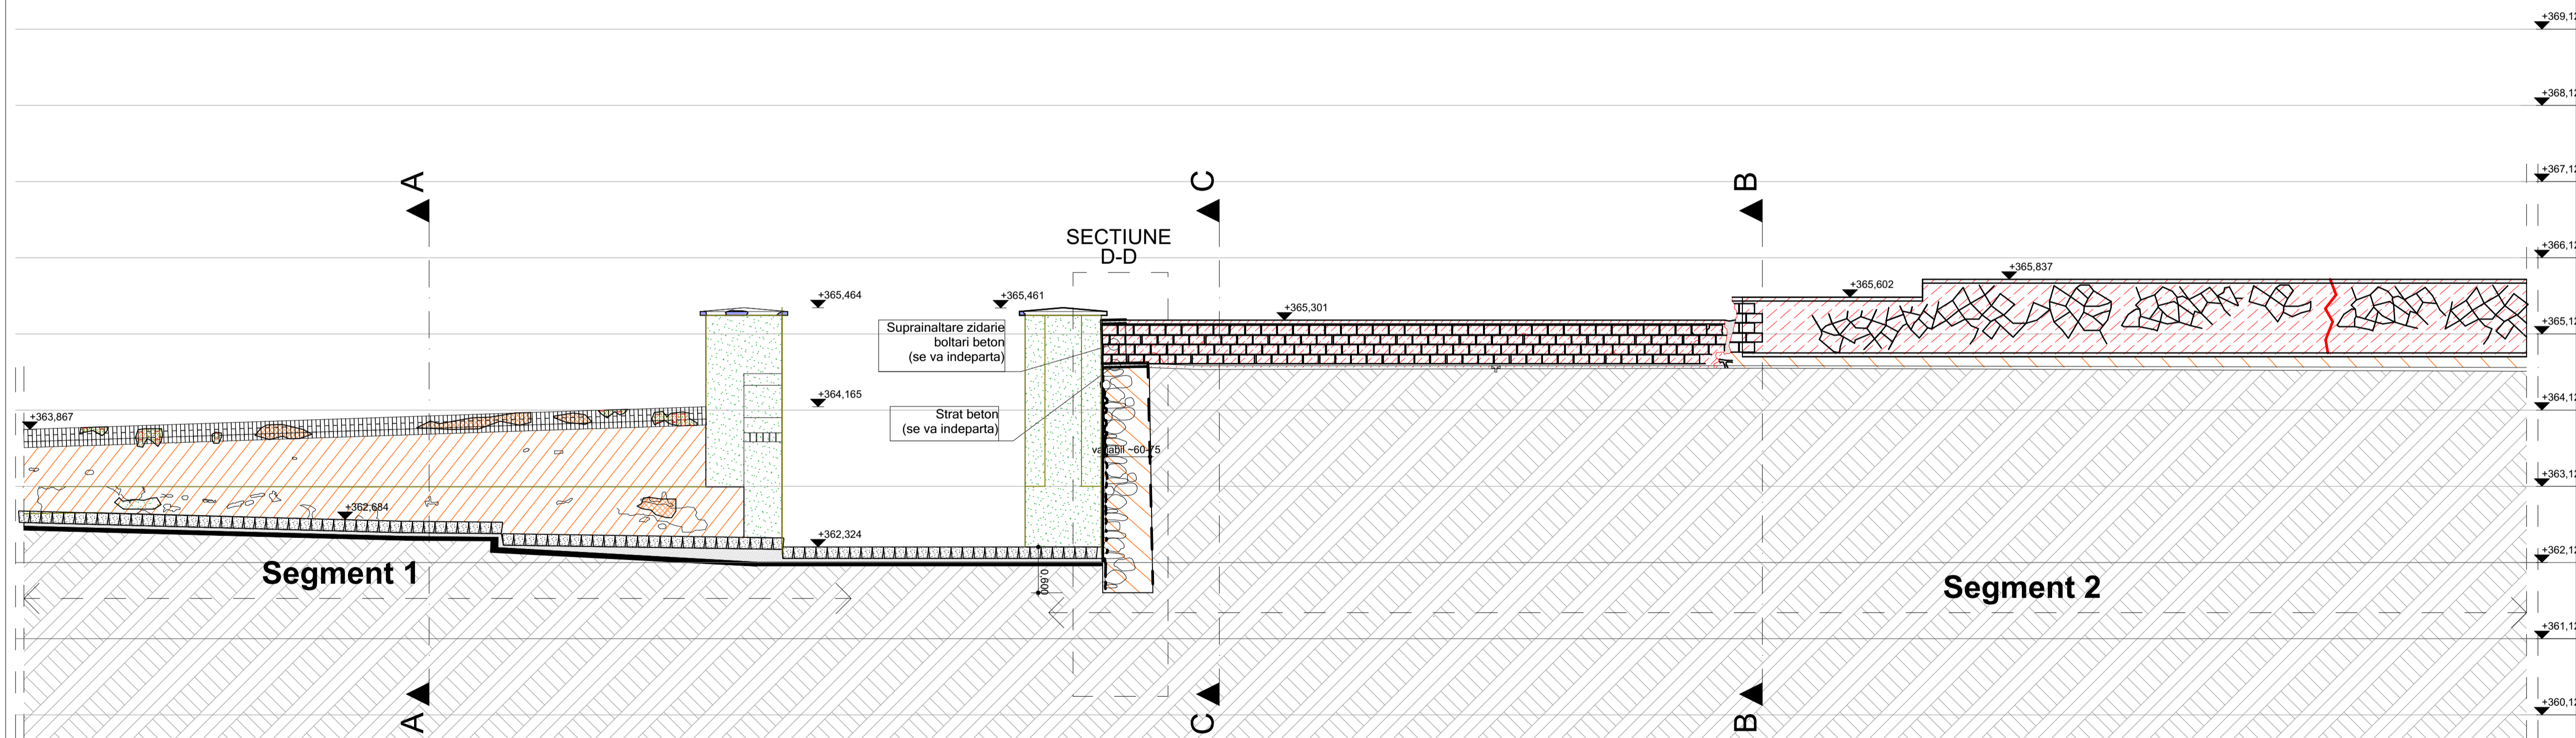 +369,12
+368,12
+367,12
A
C
B
SECTIUNE
D-D
+366,12
+365,837
+365,602
+365,464
+365,461
+365,301
Suprainaltare zidarie
boltari beton
(se va indeparta)
+365,12
+364,165
+363,867
Strat beton
(se va indeparta)
+364,12
variabil ~60-75
+363,12
+362,684
+362,324
+362,12
Segment 1
0,600
Segment 2
+361,12
A
C
B
+360,12